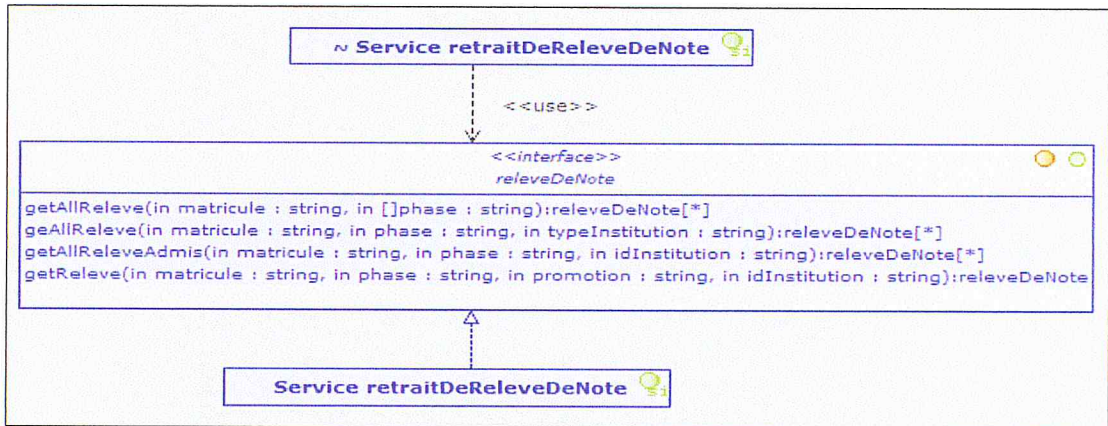 ~ Service retraitDeReleveDeNote
<<use>>
<<interface>>
releveDeNote
getAllReleve(in matricule : string, in []phase : string):releveDeNote[*]
geAllReleve(in matricule : string, in phase : string, in typeInstitution : string):releveDeNote[*]
getAllReleveAdmis(in matricule : string, in phase : string, in idInstitution : string):releveDeNote[*]
getReleve(in matricule : string, in phase : string, in promotion : string, in idInstitution : string):releveDeNote
Service retraitDeReleveDeNote